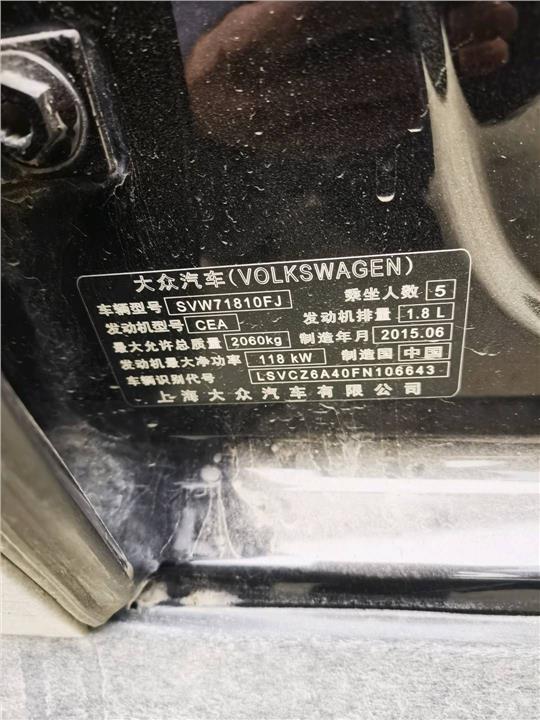 大众汽车(VOLKSWAGEN)
车辆型号 SVW71810FJ 乘坐人数 5
发动机型号 CEA 发动机排量 1.8 L
最大允许总质量 2060kg 制造年月 2015.06
发动机最大净功率 118 kW 制造国 中国
车辆识别代号 LSVCZ6A40FN106643
上海大众汽车有限公司